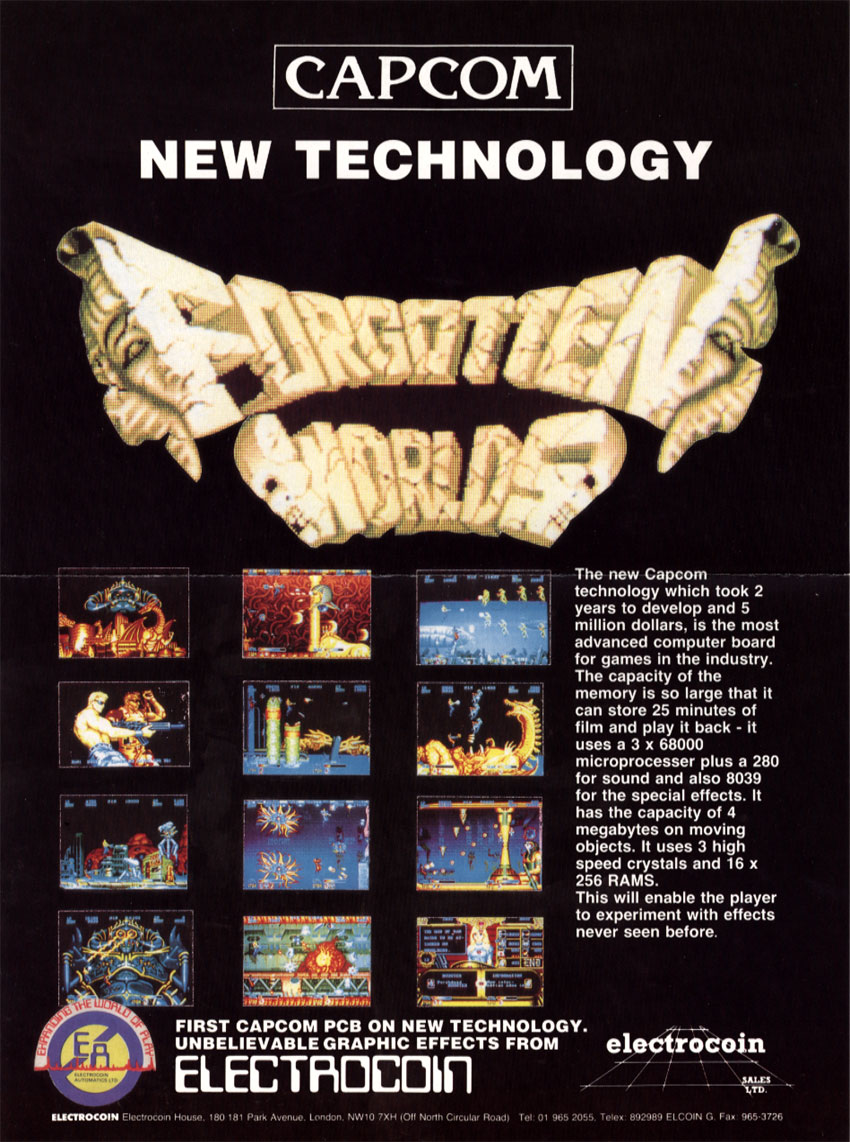 CAPCOM
NEW TECHNOLOGY
FORGOTTEN
WORLDS
The new Capcom
technology which took 2
years to develop and 5
million dollars, is the most
advanced computer board
for games in the industry.
The capacity of the
memory is so large that it
can store 25 minutes of
film and play it back - it
uses a 3 x 68000
microprocesser plus a 280
for sound and also 8039
for the special effects. It
has the capacity of 4
megabytes on moving
objects. It uses 3 high
speed crystals and 16 x
256 RAMS.
This will enable the player
to experiment with effects
never seen before.
EXPANDING THE WORLD OF PLAY
EA
ELECTROCOIN
AUTOMATICS LTD
FIRST CAPCOM PCB ON NEW TECHNOLOGY.
UNBELIEVABLE GRAPHIC EFFECTS FROM
ELECTROCOIN
electrocoin
SALES
LTD.
ELECTROCOIN Electrocoin House, 180 181 Park Avenue, London, NW10 7XH (Off North Circular Road) Tel: 01 965 2055, Telex: 892989 ELCOIN G. Fax: 965-3726